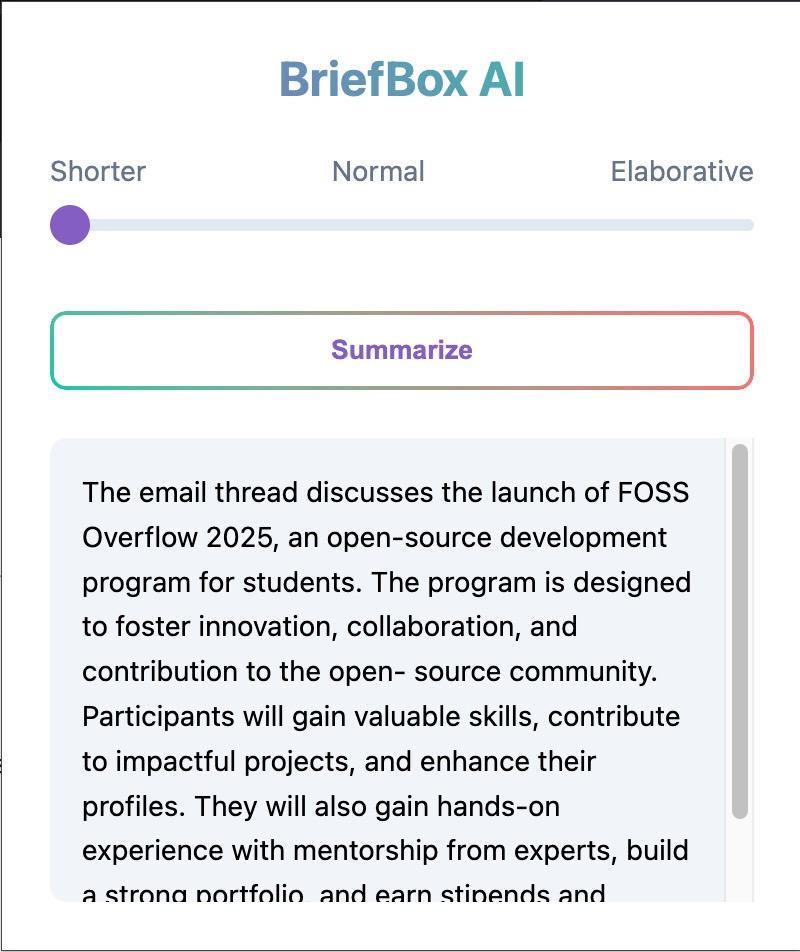 BriefBox AI
Shorter Normal Elaborative
Summarize
The email thread discusses the launch of FOSS
Overflow 2025, an open-source development
program for students. The program is designed
to foster innovation, collaboration, and
contribution to the open- source community.
Participants will gain valuable skills, contribute
to impactful projects, and enhance their
profiles. They will also gain hands-on
experience with mentorship from experts, build
a strong portfolio, and earn stipends and